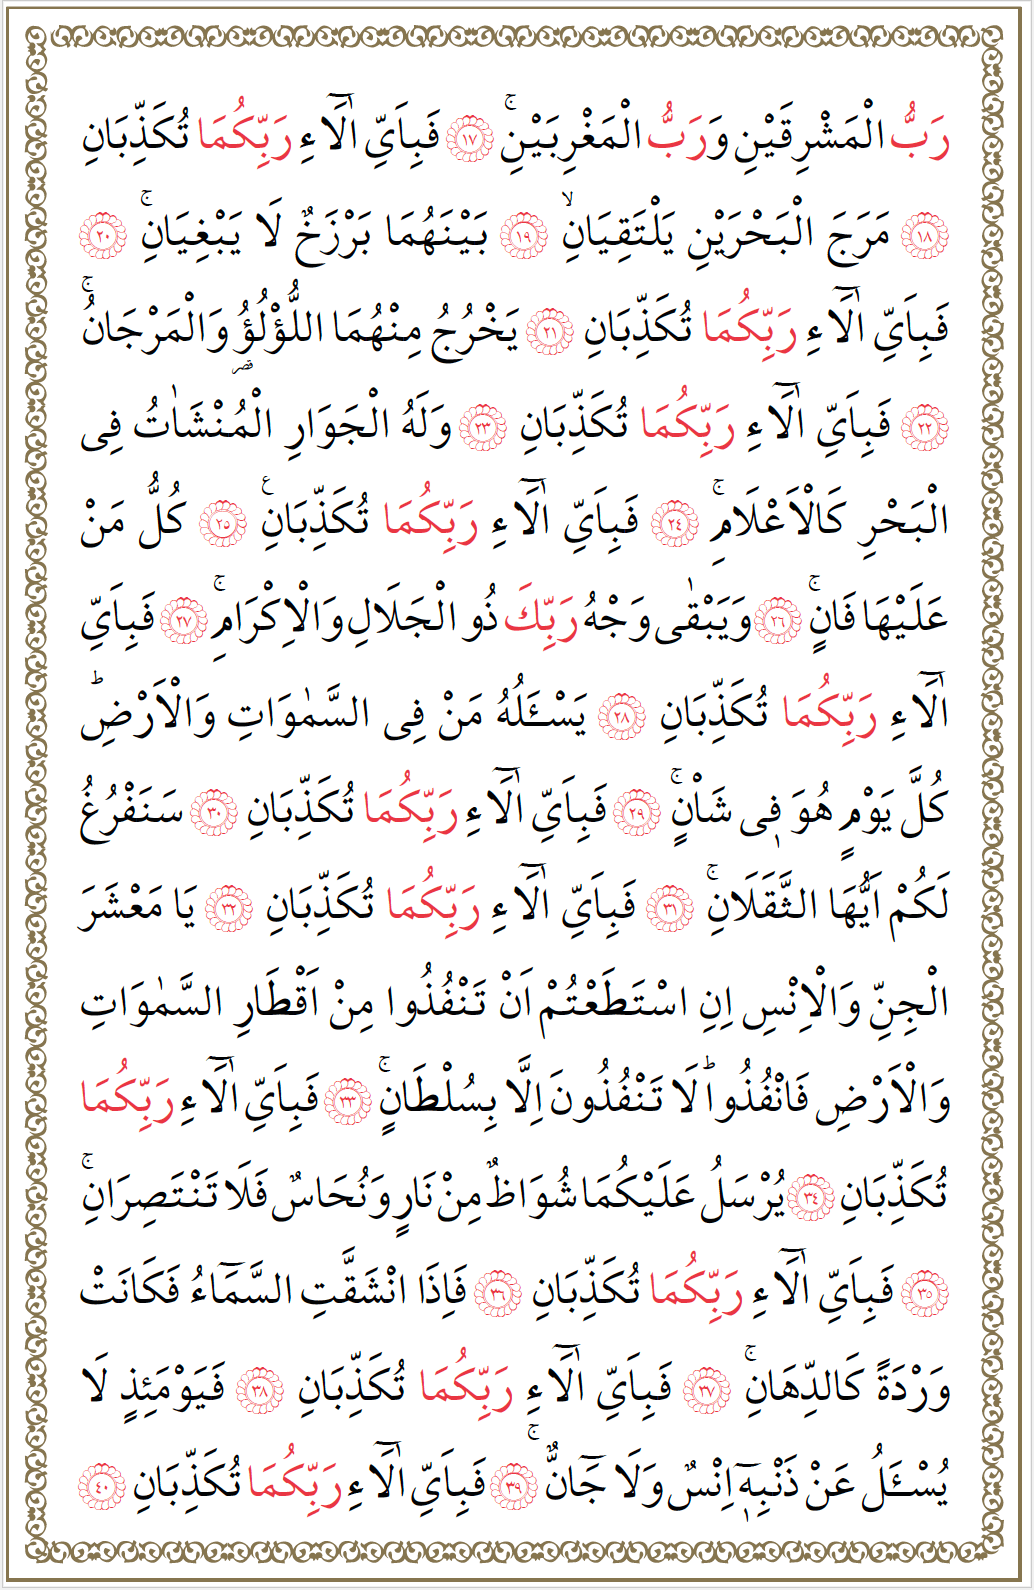 رَبُّ الْمَشْرِقَيْنِ وَرَبُّ الْمَغْرِبَيْنِۚ ﴿١٧﴾ فَبِاَيِّ اٰلَٓاءِ رَبِّكُمَا تُكَذِّبَانِ
﴿١٨﴾ مَرَجَ الْبَحْرَيْنِ يَلْتَقِيَانِۙ ﴿١٩﴾ بَيْنَهُمَا بَرْزَخٌ لَا يَبْغِيَانِۚ ﴿٢٠﴾
فَبِاَيِّ اٰلَٓاءِ رَبِّكُمَا تُكَذِّبَانِ ﴿٢١﴾ يَخْرُجُ مِنْهُمَا اللُّؤْلُؤُ وَالْمَرْجَانُۚ
﴿٢٢﴾ فَبِاَيِّ اٰلَٓاءِ رَبِّكُمَا تُكَذِّبَانِ ﴿٢٣﴾ وَلَهُ الْجَوَارِ الْمُنْشَاٰتُ فِى
الْبَحْرِ كَالْاَعْلَامِۚ ﴿٢٤﴾ فَبِاَيِّ اٰلَٓاءِ رَبِّكُمَا تُكَذِّبَانِع ﴿٢٥﴾ كُلُّ مَنْ
عَلَيْهَا فَانٍۚ ﴿٢٦﴾ وَيَبْقٰى وَجْهُ رَبِّكَ ذُو الْجَلَالِ وَالْاِكْرَامِۚ ﴿٢٧﴾ فَبِاَيِّ
اٰلَٓاءِ رَبِّكُمَا تُكَذِّبَانِ ﴿٢٨﴾ يَسْـَٔلُهُ مَنْ فِى السَّمٰوَاتِ وَالْاَرْضِؕ
كُلَّ يَوْمٍ هُوَ فٖى شَاْنٍۚ ﴿٢٩﴾ فَبِاَيِّ اٰلَٓاءِ رَبِّكُمَا تُكَذِّبَانِ ﴿٣٠﴾ سَنَفْرُغُ
لَكُمْ اَيُّهَا الثَّقَلَانِۚ ﴿٣١﴾ فَبِاَيِّ اٰلَٓاءِ رَبِّكُمَا تُكَذِّبَانِ ﴿٣٢﴾ يَا مَعْشَرَ
الْجِنِّ وَالْاِنْسِ اِنِ اسْتَطَعْتُمْ اَنْ تَنْفُذُوا مِنْ اَقْطَارِ السَّمٰوَاتِ
وَالْاَرْضِ فَانْفُذُواؕ لَا تَنْفُذُونَ اِلَّا بِسُلْطَانٍۚ ﴿٣٣﴾ فَبِاَيِّ اٰلَٓاءِ رَبِّكُمَا
تُكَذِّبَانِ ﴿٣٤﴾ يُرْسَلُ عَلَيْكُمَا شُوَاظٌ مِنْ نَارٍ وَنُحَاسٌ فَلَا تَنْتَصِرَانِۚ
﴿٣٥﴾ فَبِاَيِّ اٰلَٓاءِ رَبِّكُمَا تُكَذِّبَانِ ﴿٣٦﴾ فَاِذَا انْشَقَّتِ السَّمَٓاءُ فَكَانَتْ
وَرْدَةً كَالدِّهَانِۚ ﴿٣٧﴾ فَبِاَيِّ اٰلَٓاءِ رَبِّكُمَا تُكَذِّبَانِ ﴿٣٨﴾ فَيَوْمَئِذٍ لَا
يُسْـَٔلُ عَنْ ذَنْبِهٖٓ اِنْسٌ وَلَا جَٓانٌّۚ ﴿٣٩﴾ فَبِاَيِّ اٰلَٓاءِ رَبِّكُمَا تُكَذِّبَانِ ﴿٤٠﴾